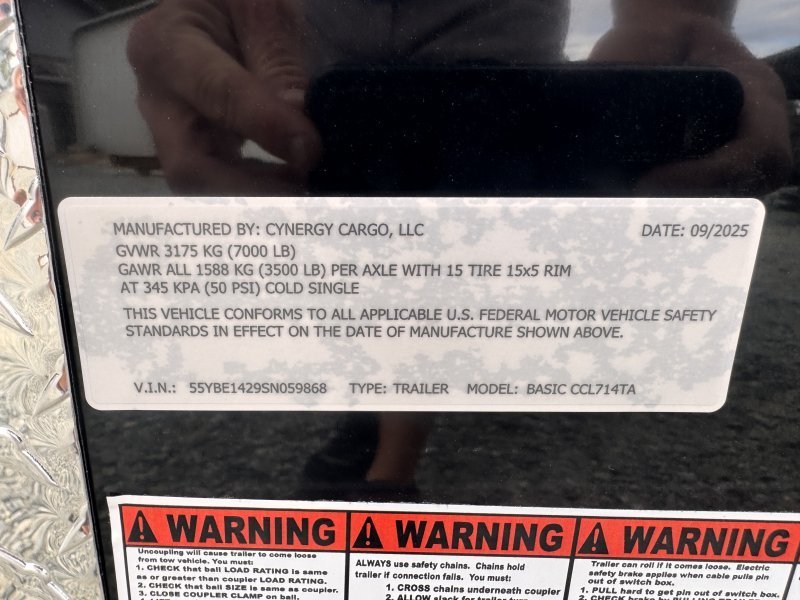 MANUFACTURED BY: CYNERGY CARGO, LLC DATE: 09/2025
GVWR 3175 KG (7000 LB)
GAWR ALL 1588 KG (3500 LB) PER AXLE WITH 15 TIRE 15x5 RIM
AT 345 KPA (50 PSI) COLD SINGLE
THIS VEHICLE CONFORMS TO ALL APPLICABLE U.S. FEDERAL MOTOR VEHICLE SAFETY
STANDARDS IN EFFECT ON THE DATE OF MANUFACTURE SHOWN ABOVE.
V.I.N.: 55YBE1429SN059868 TYPE: TRAILER MODEL: BASIC CCL714TA
WARNING
Uncoupling will cause trailer to come loose
from tow vehicle. You must:
1. CHECK that ball LOAD RATING is same
as or greater than coupler LOAD RATING.
2. CHECK that ball SIZE is same as coupler.
3. CLOSE COUPLER CLAMP on ball.
WARNING
ALWAYS use safety chains. Chains hold
trailer if connection fails. You must:
1. CROSS chains underneath coupler
2. ALLOW slack for trailer turn
WARNING
Trailer can roll if it comes loose. Electric
safety brake applies when cable pulls pin
out of switch box.
1. PULL hard to get pin out of switch box.
2. CHECK brake by